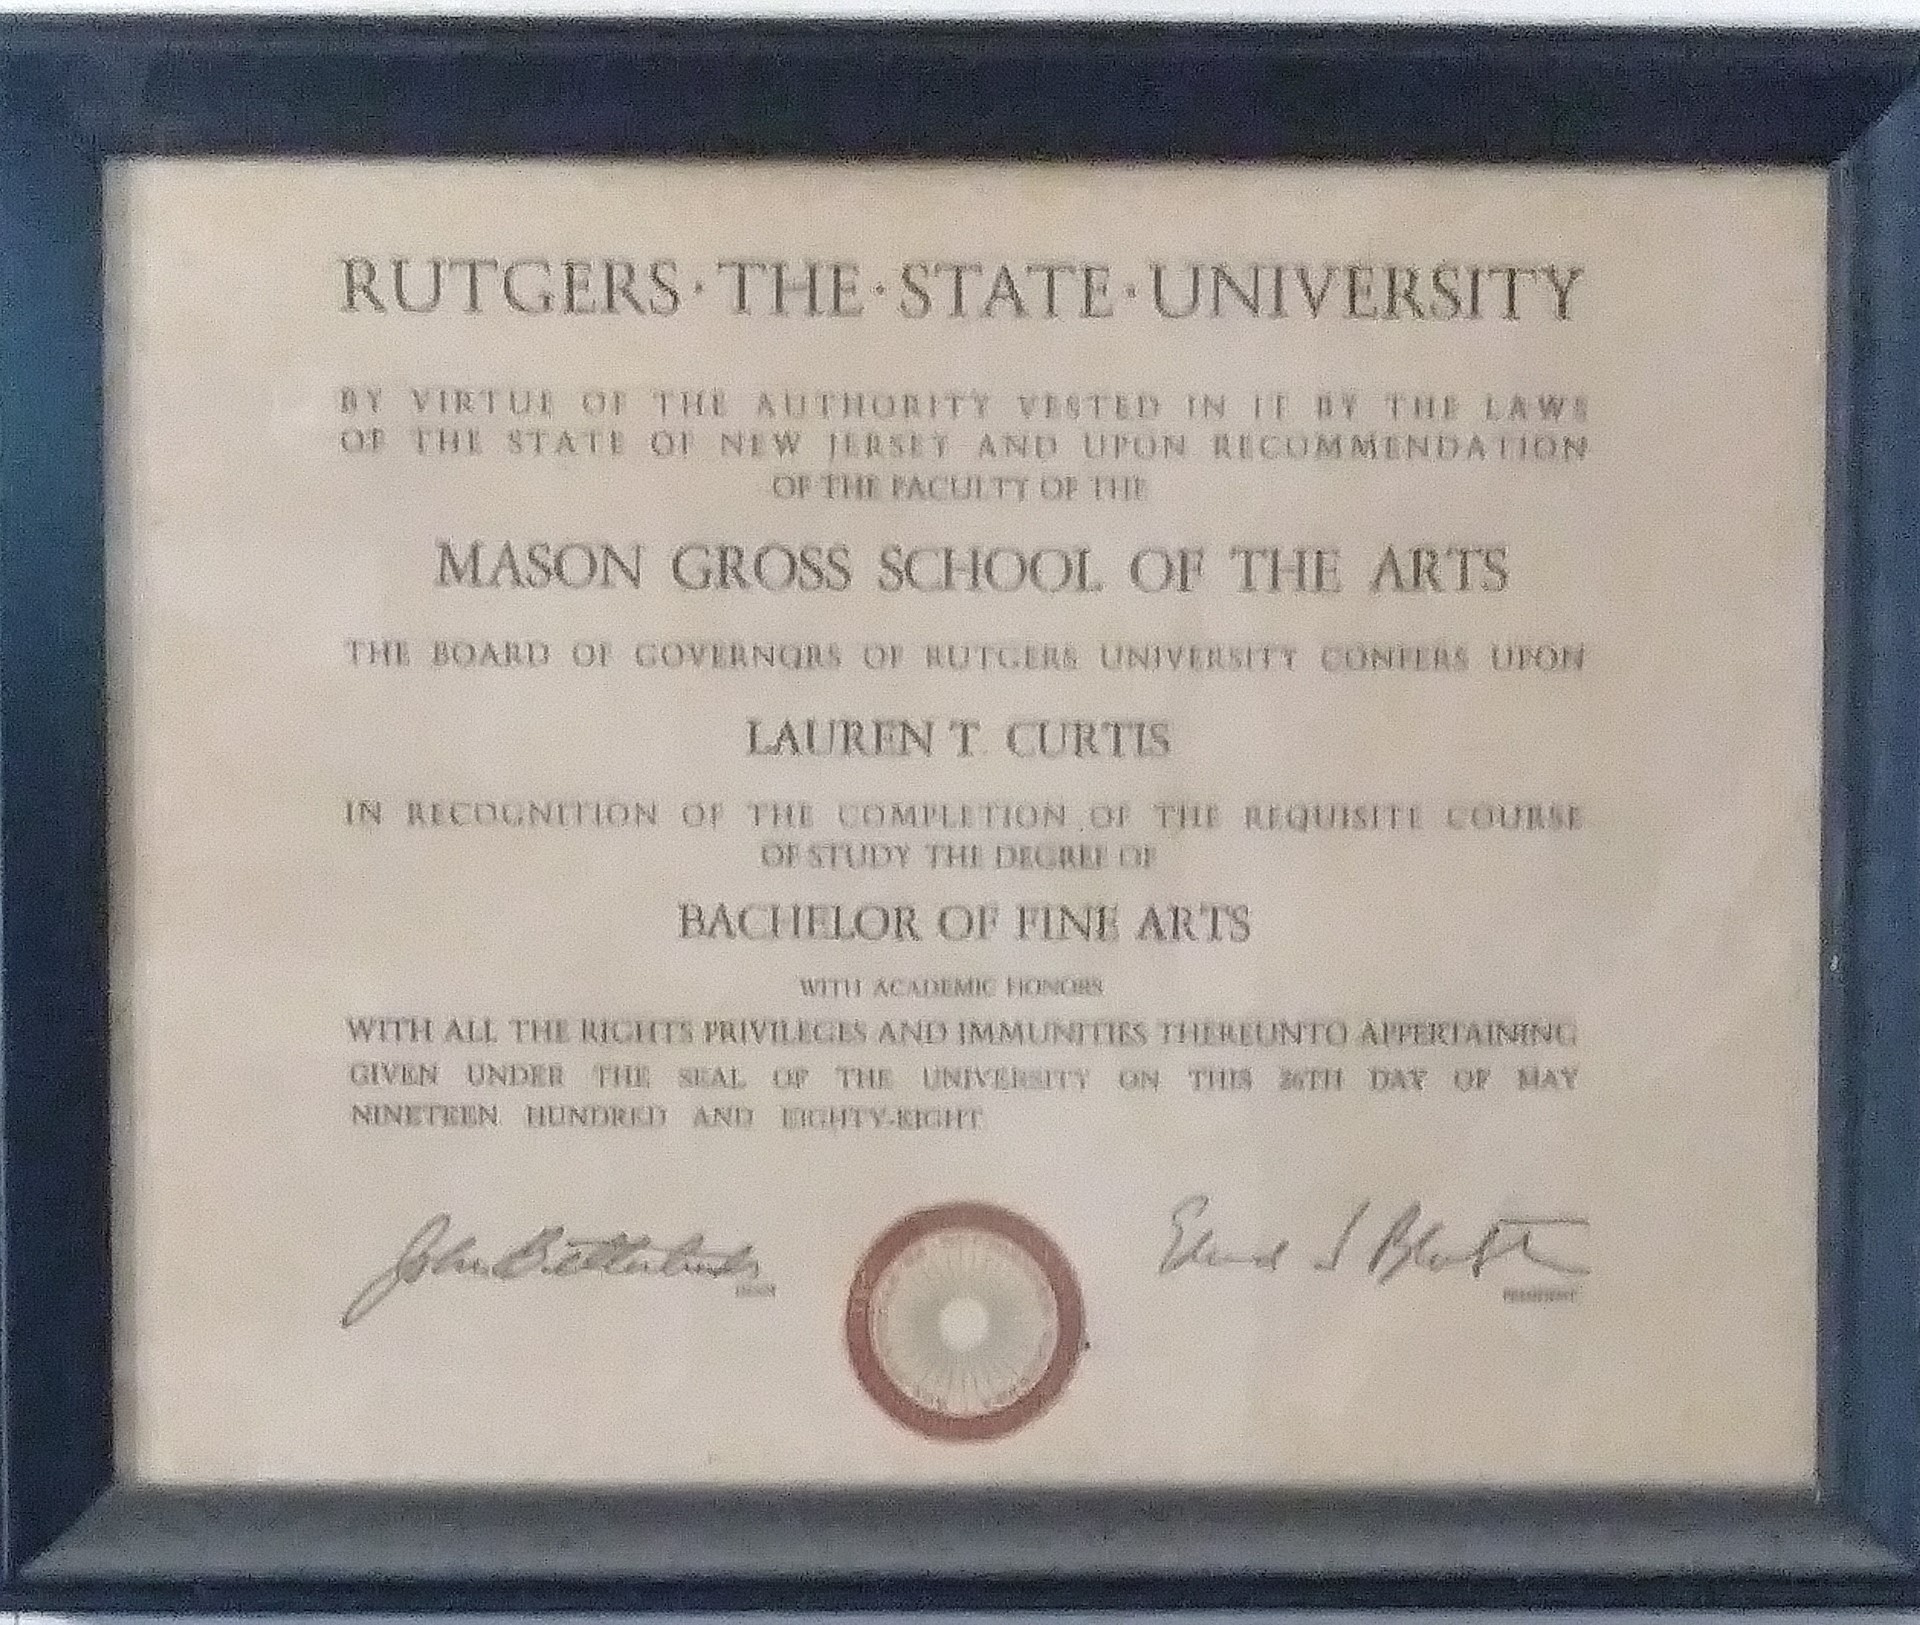 RUTGERS·THE·STATE·UNIVERSITY
BY VIRTUE OF THE AUTHORITY VESTED IN IT BY THE LAWS
OF THE STATE OF NEW JERSEY AND UPON RECOMMENDATION
OF THE FACULTY OF THE
MASON GROSS SCHOOL OF THE ARTS
THE BOARD OF GOVERNORS OF RUTGERS UNIVERSITY CONFERS UPON
LAUREN T. CURTIS
IN RECOGNITION OF THE COMPLETION OF THE REQUISITE COURSE
OF STUDY THE DEGREE OF
BACHELOR OF FINE ARTS
WITH ACADEMIC HONORS
WITH ALL THE RIGHTS PRIVILEGES AND IMMUNITIES THEREUNTO APPERTAINING
GIVEN UNDER THE SEAL OF THE UNIVERSITY ON THIS 26TH DAY OF MAY
NINETEEN HUNDRED AND EIGHTY-EIGHT
John
DEAN
PRESIDENT